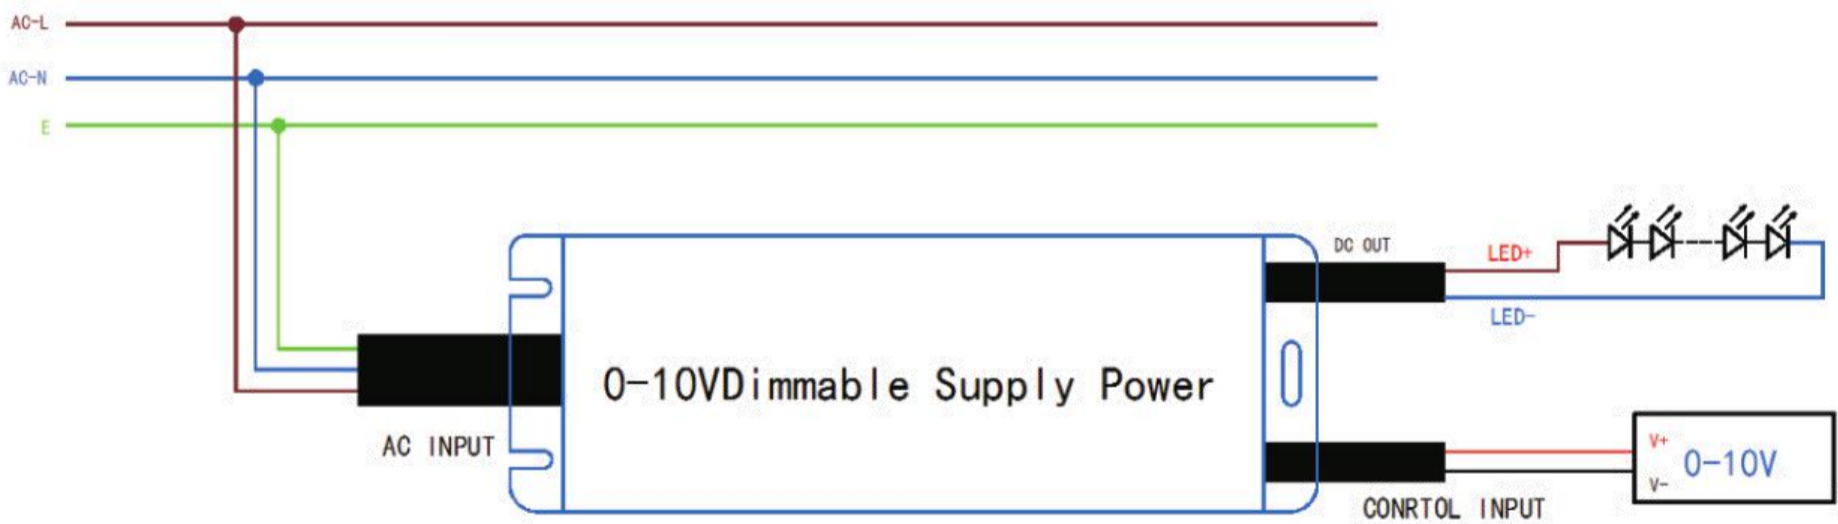 AC-L
AC-N
E
DC OUT
LED+
LED-
0-10VDimmable Supply Power
AC INPUT
V+
0-10V
V-
CONRTOL INPUT